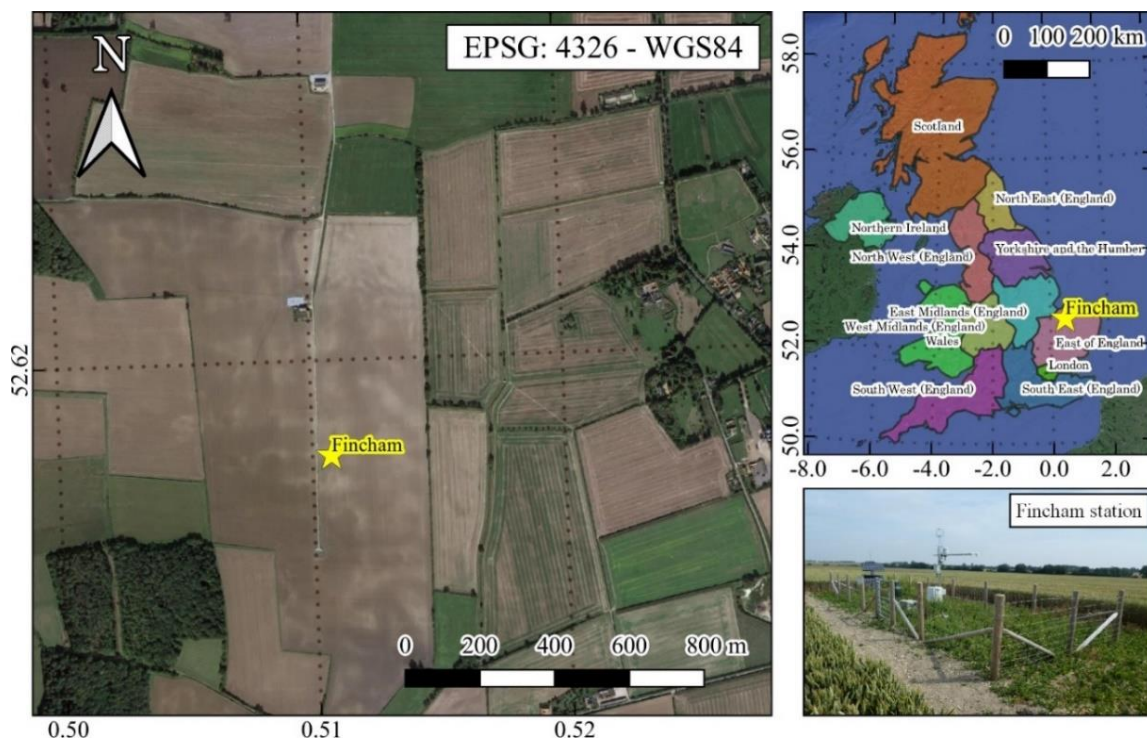 N
EPSG: 4326 - WGS84
52.62
Fincham
0 200 400 600 800 m
0.50 0.51 0.52
0 100 200 km
58.0
56.0
54.0
52.0
50.0
Scotland
North East (England)
Northern Ireland
North West (England)
Yorkshire and the Humber
Fincham
East Midlands (England)
West Midlands (England)
Wales
East of England
London
South West (England)
South East (England)
-8.0 -6.0 -4.0 -2.0 0.0 2.0
Fincham station